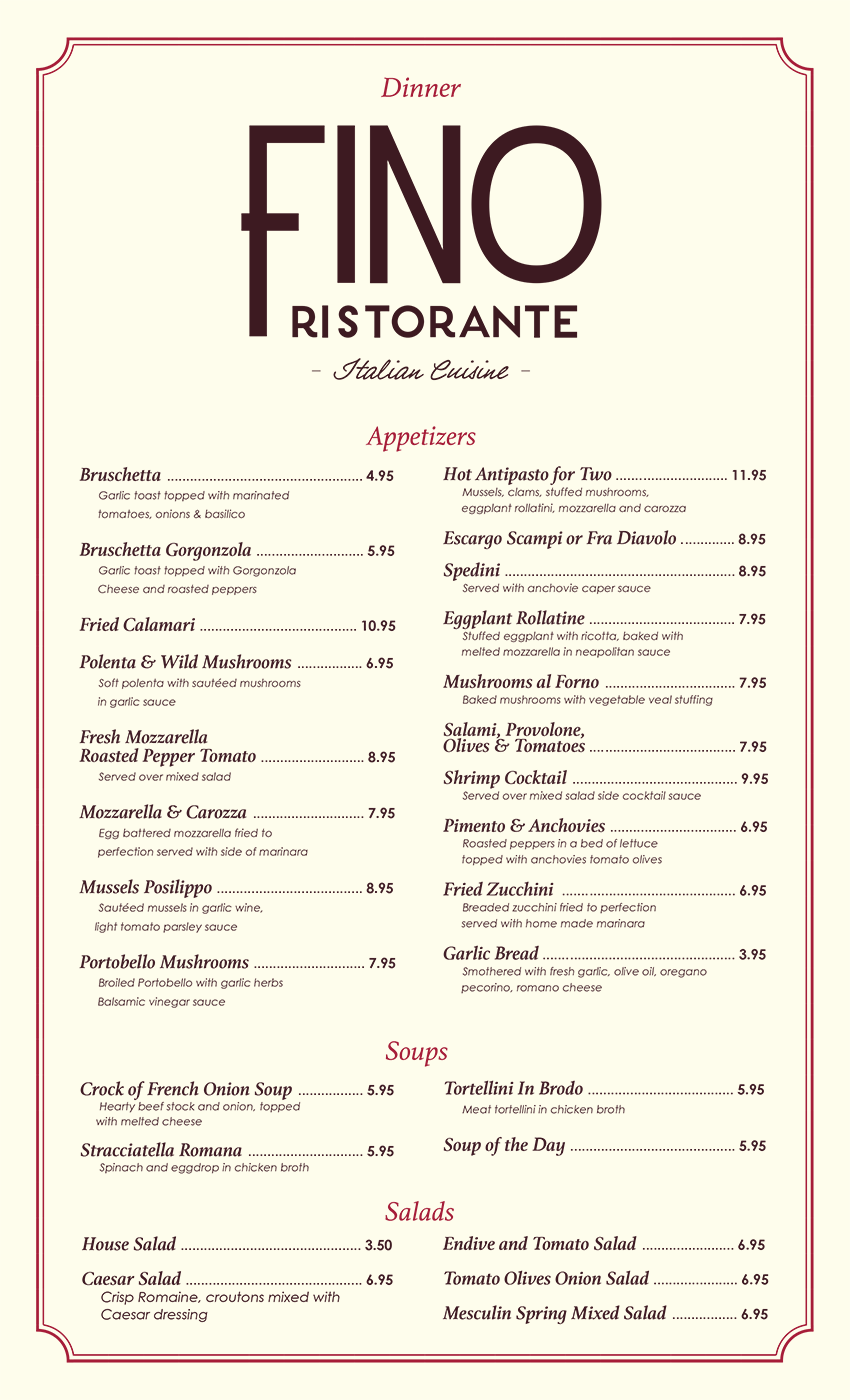 Dinner
FINO
RISTORANTE
- Italian Cuisine -
Appetizers
Bruschetta ................................................... 4.95
Garlic toast topped with marinated
tomatoes, onions & basilico
Bruschetta Gorgonzola ............................ 5.95
Garlic toast topped with Gorgonzola
Cheese and roasted peppers
Fried Calamari ......................................... 10.95
Polenta & Wild Mushrooms ................. 6.95
Soft polenta with sautéed mushrooms
in garlic sauce
Fresh Mozzarella
Roasted Pepper Tomato ........................... 8.95
Served over mixed salad
Mozzarella & Carozza ............................. 7.95
Egg battered mozzarella fried to
perfection served with side of marinara
Mussels Posilippo ...................................... 8.95
Sautéed mussels in garlic wine,
light tomato parsley sauce
Portobello Mushrooms ............................. 7.95
Broiled Portobello with garlic herbs
Balsamic vinegar sauce
Hot Antipasto for Two ............................. 11.95
Mussels, clams, stuffed mushrooms,
eggplant rollatini, mozzarella and carozza
Escargo Scampi or Fra Diavolo .............. 8.95
Spedini ............................................................ 8.95
Served with anchovie caper sauce
Eggplant Rollatine ...................................... 7.95
Stuffed eggplant with ricotta, baked with
melted mozzarella in neapolitan sauce
Mushrooms al Forno .................................. 7.95
Baked mushrooms with vegetable veal stuffing
Salami, Provolone,
Olives & Tomatoes ...................................... 7.95
Shrimp Cocktail ........................................... 9.95
Served over mixed salad side cocktail sauce
Pimento & Anchovies ................................. 6.95
Roasted peppers in a bed of lettuce
topped with anchovies tomato olives
Fried Zucchini ............................................. 6.95
Breaded zucchini fried to perfection
served with home made marinara
Garlic Bread .................................................. 3.95
Smothered with fresh garlic, olive oil, oregano
pecorino, romano cheese
Soups
Crock of French Onion Soup ................. 5.95
Hearty beef stock and onion, topped
with melted cheese
Stracciatella Romana .............................. 5.95
Spinach and eggdrop in chicken broth
Tortellini In Brodo ...................................... 5.95
Meat tortellini in chicken broth
Soup of the Day ........................................... 5.95
Salads
House Salad ............................................... 3.50
Caesar Salad .............................................. 6.95
Crisp Romaine, croutons mixed with
Caesar dressing
Endive and Tomato Salad ........................ 6.95
Tomato Olives Onion Salad ...................... 6.95
Mesculin Spring Mixed Salad ................. 6.95